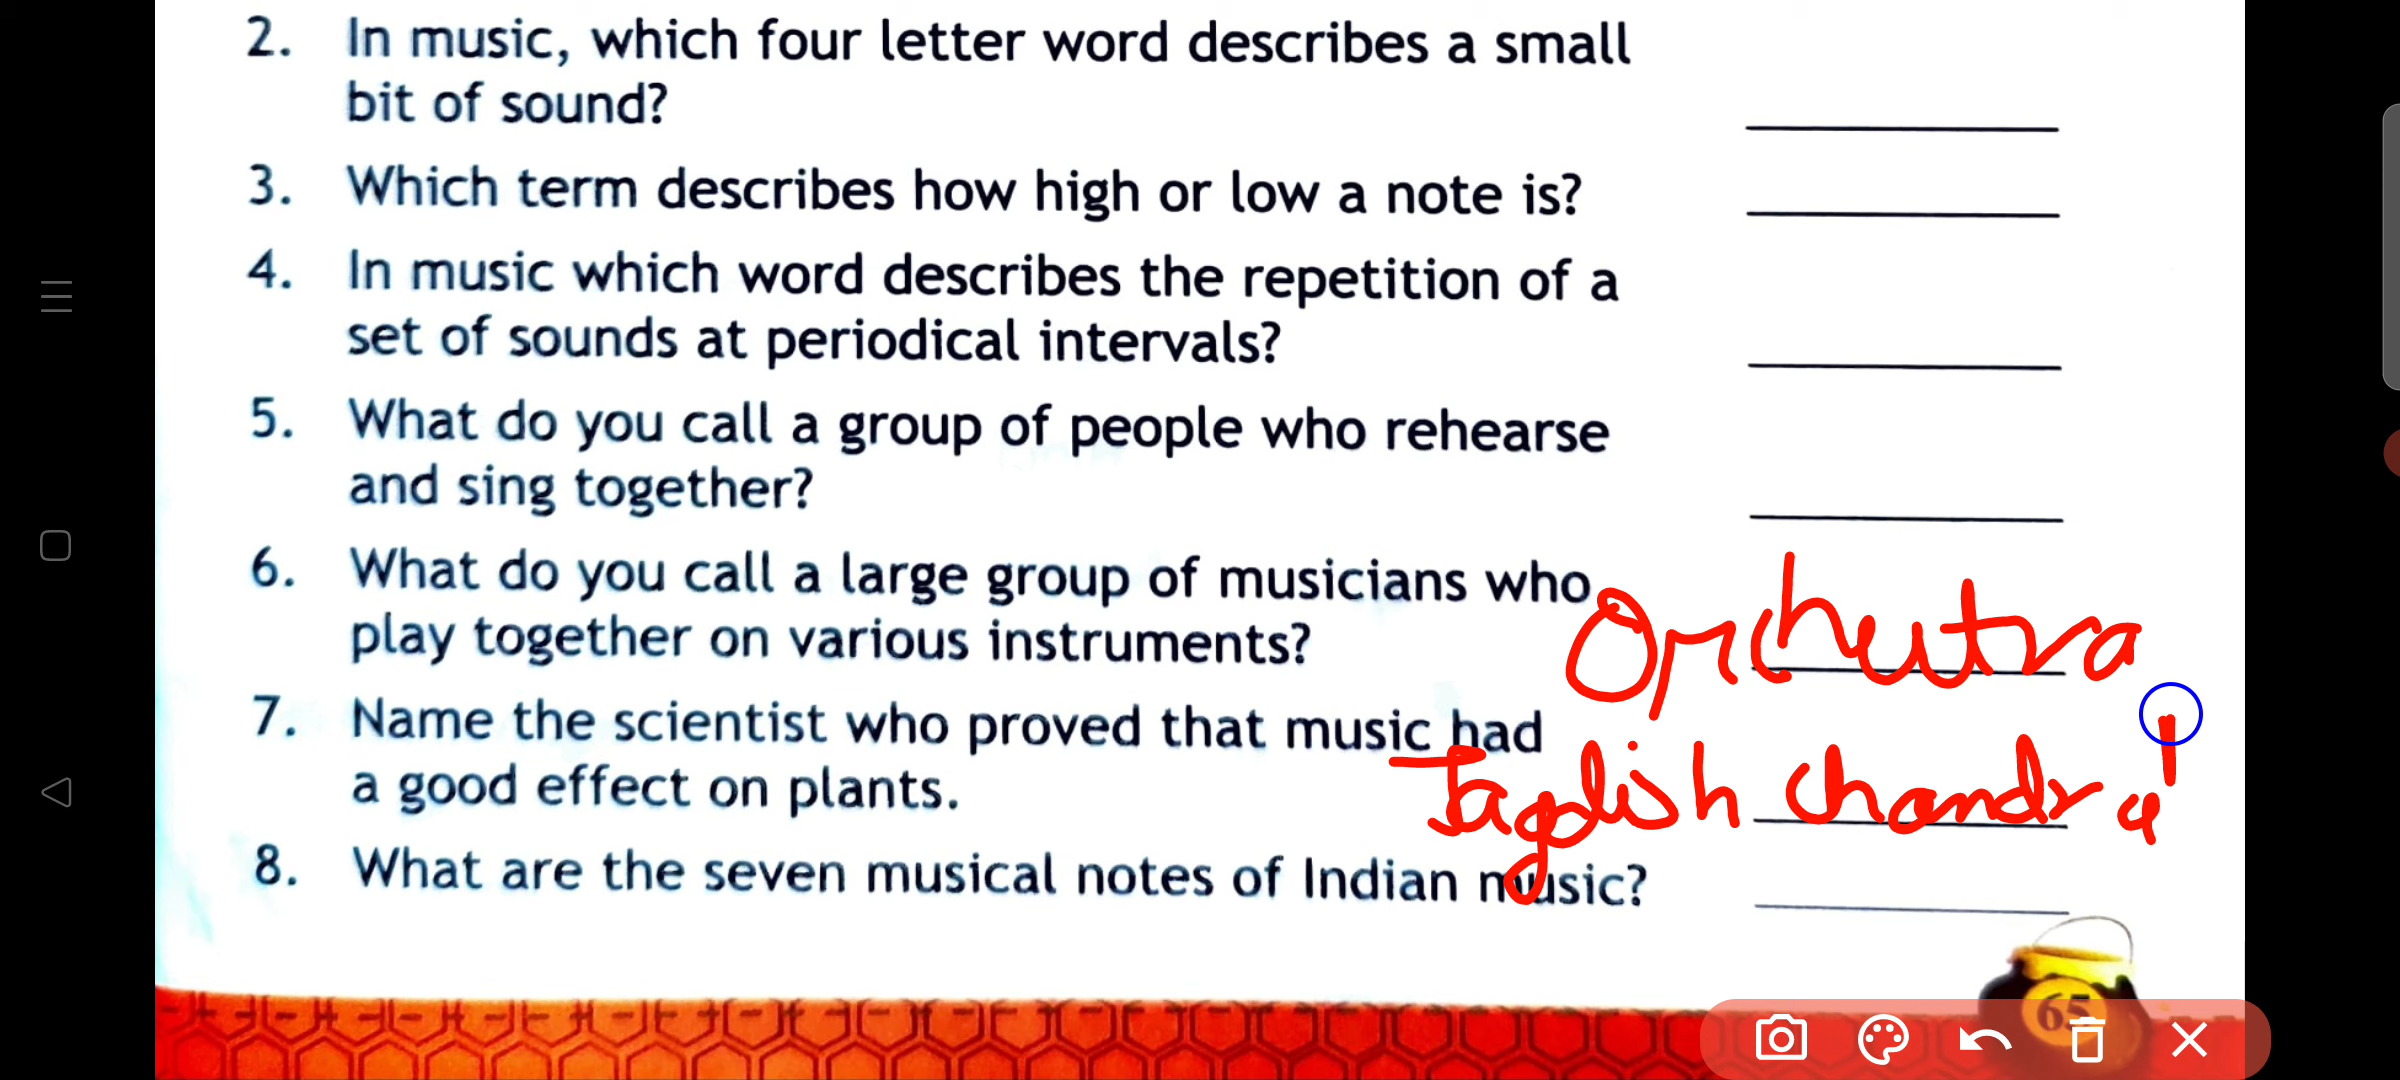 2. In music, which four letter word describes a small
bit of sound?
3. Which term describes how high or low a note is?
4. In music which word describes the repetition of a
set of sounds at periodical intervals?
5. What do you call a group of people who rehearse
and sing together?
6. What do you call a large group of musicians who
play together on various instruments?
Orchestra
7. Name the scientist who proved that music had
a good effect on plants.
Jagdish Chandra
8. What are the seven musical notes of Indian music?
65